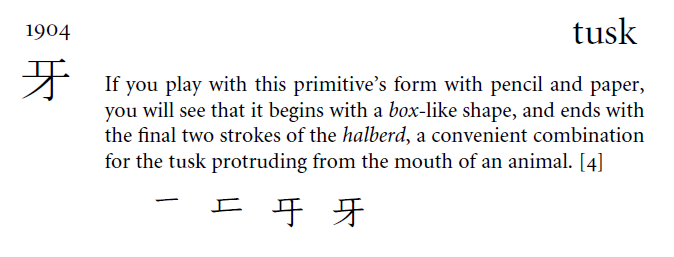 1904 tusk
牙
If you play with this primitive’s form with pencil and paper,
you will see that it begins with a box-like shape, and ends with
the final two strokes of the halberd, a convenient combination
for the tusk protruding from the mouth of an animal. [4]
一 二 于 牙